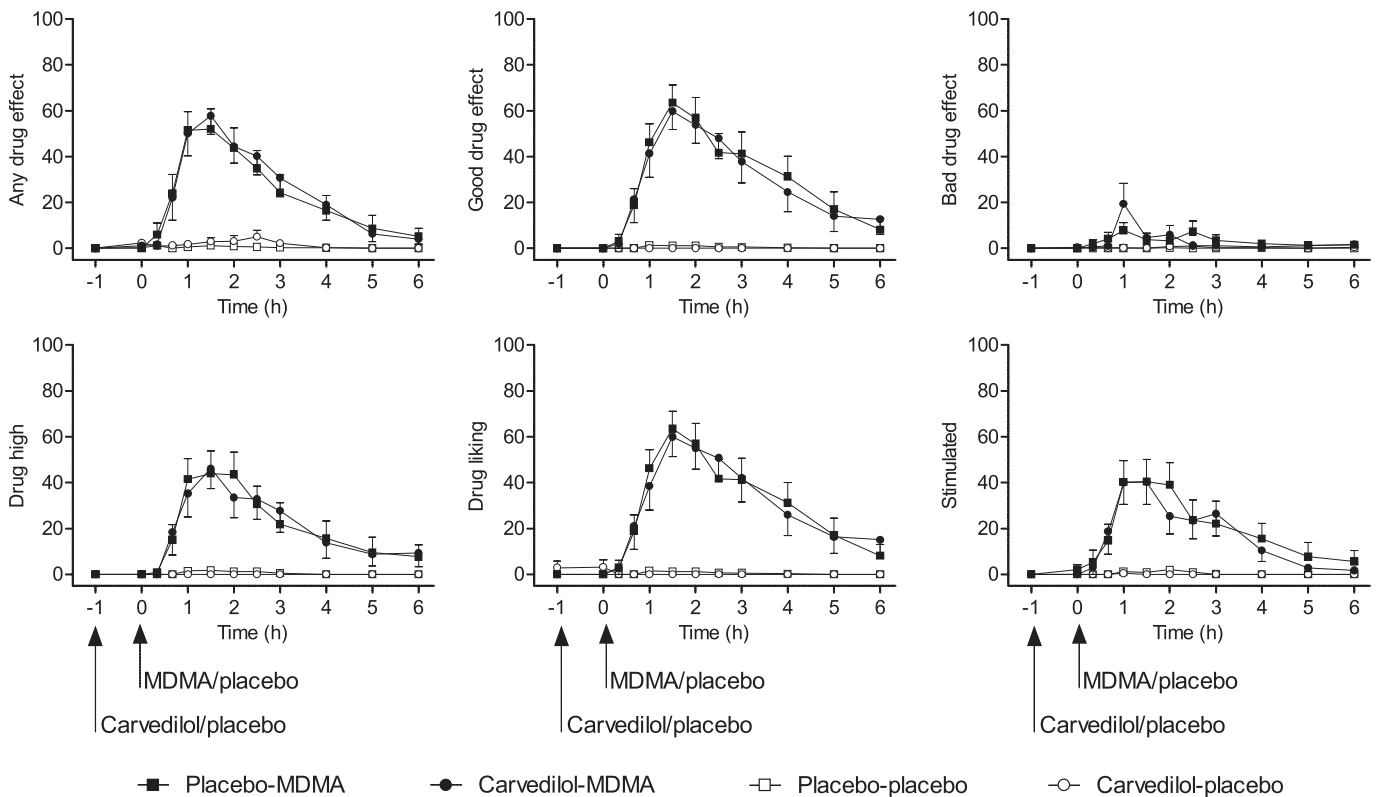 Any drug effect
100
80
60
40
20
0
-1 0 1 2 3 4 5 6
Time (h)
Good drug effect
100
80
60
40
20
0
-1 0 1 2 3 4 5 6
Time (h)
Bad drug effect
100
80
60
40
20
0
-1 0 1 2 3 4 5 6
Time (h)
Drug high
100
80
60
40
20
0
-1 0 1 2 3 4 5 6
Time (h)
MDMA/placebo
Carvedilol/placebo
Drug liking
100
80
60
40
20
0
-1 0 1 2 3 4 5 6
Time (h)
MDMA/placebo
Carvedilol/placebo
Stimulated
100
80
60
40
20
0
-1 0 1 2 3 4 5 6
Time (h)
MDMA/placebo
Carvedilol/placebo
Placebo-MDMA Carvedilol-MDMA Placebo-placebo Carvedilol-placebo